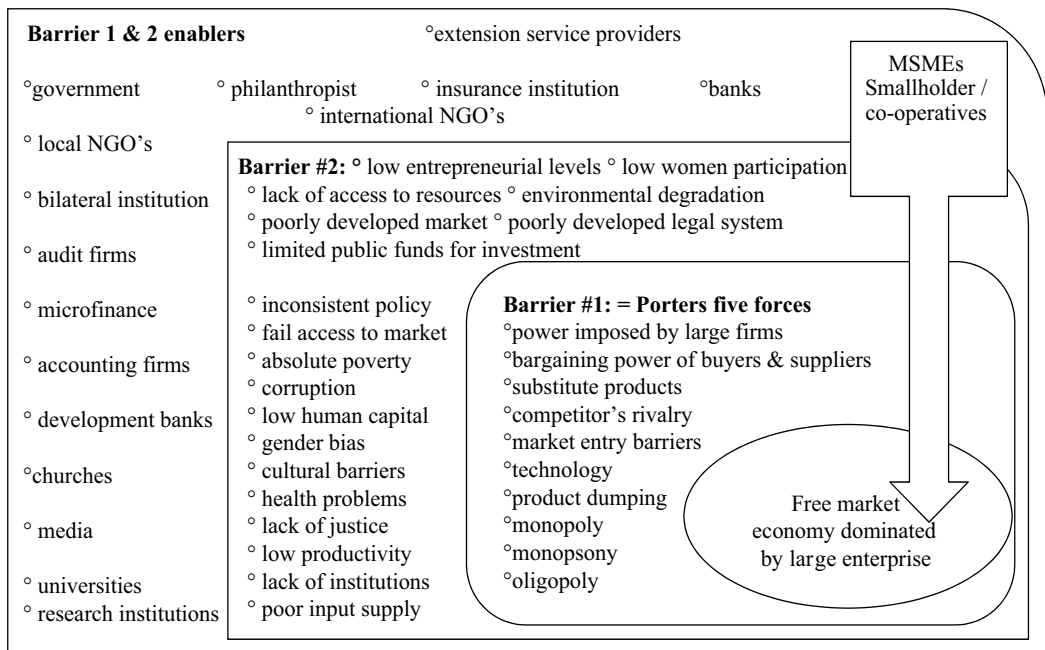 Barrier 1 & 2 enablers
°extension service providers
°government ° philanthropist ° insurance institution °banks
° international NGO's
° local NGO's
° bilateral institution
° audit firms
° microfinance
° accounting firms
° development banks
°churches
° media
° universities
° research institutions
MSMEs
Smallholder /
co-operatives
Barrier #2: ° low entrepreneurial levels ° low women participation
° lack of access to resources ° environmental degradation
° poorly developed market ° poorly developed legal system
° limited public funds for investment
° inconsistent policy
° fail access to market
° absolute poverty
° corruption
° low human capital
° gender bias
° cultural barriers
° health problems
° lack of justice
° low productivity
° lack of institutions
° poor input supply
Barrier #1: = Porters five forces
°power imposed by large firms
°bargaining power of buyers & suppliers
°substitute products
°competitor's rivalry
°market entry barriers
°technology
°product dumping
°monopoly
°monopsony
°oligopoly
Free market
economy dominated
by large enterprise